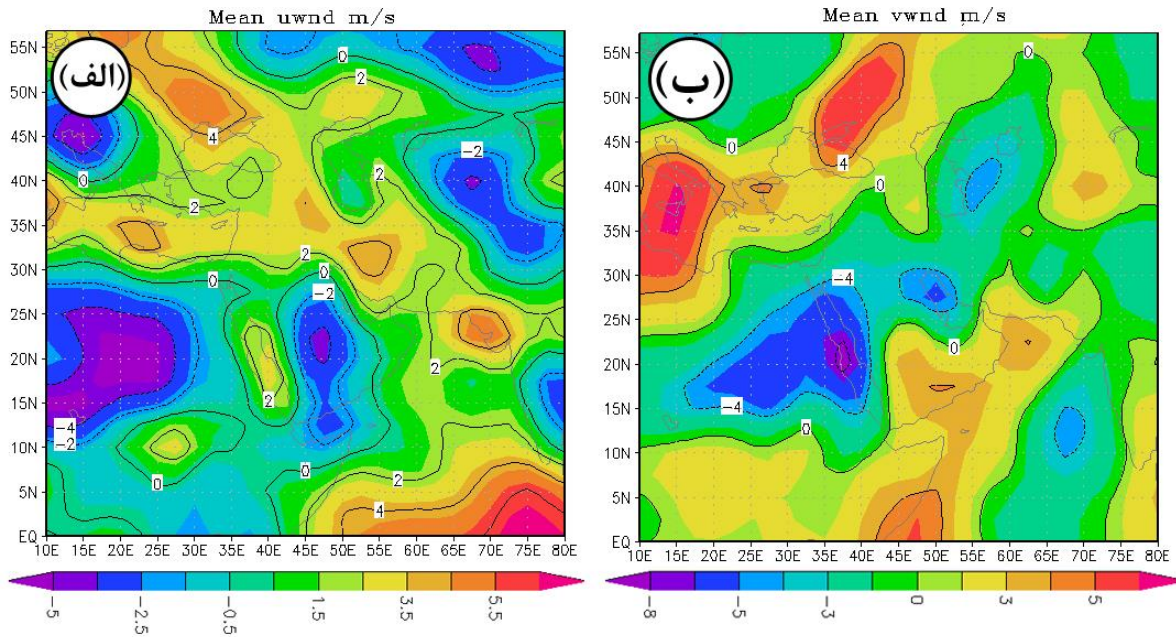 Mean uwnd m/s
(الف)
55N
50N
45N
40N
35N
30N
25N
20N
15N
10N
5N
EQ
10E 15E 20E 25E 30E 35E 40E 45E 50E 55E 60E 65E 70E 75E 80E
0
2
4
-2
0
2
2
2
0
0
-2
2
2
-4
-2
0
0
2
4
-5 -2.5 -0.5 1.5 3.5 5.5
Mean vwnd m/s
(ب)
55N
50N
45N
40N
35N
30N
25N
20N
15N
10N
5N
EQ
10E 15E 20E 25E 30E 35E 40E 45E 50E 55E 60E 65E 70E 75E 80E
0
0
4
0
-4
0
-4
0
-8 -5 -3 0 3 5